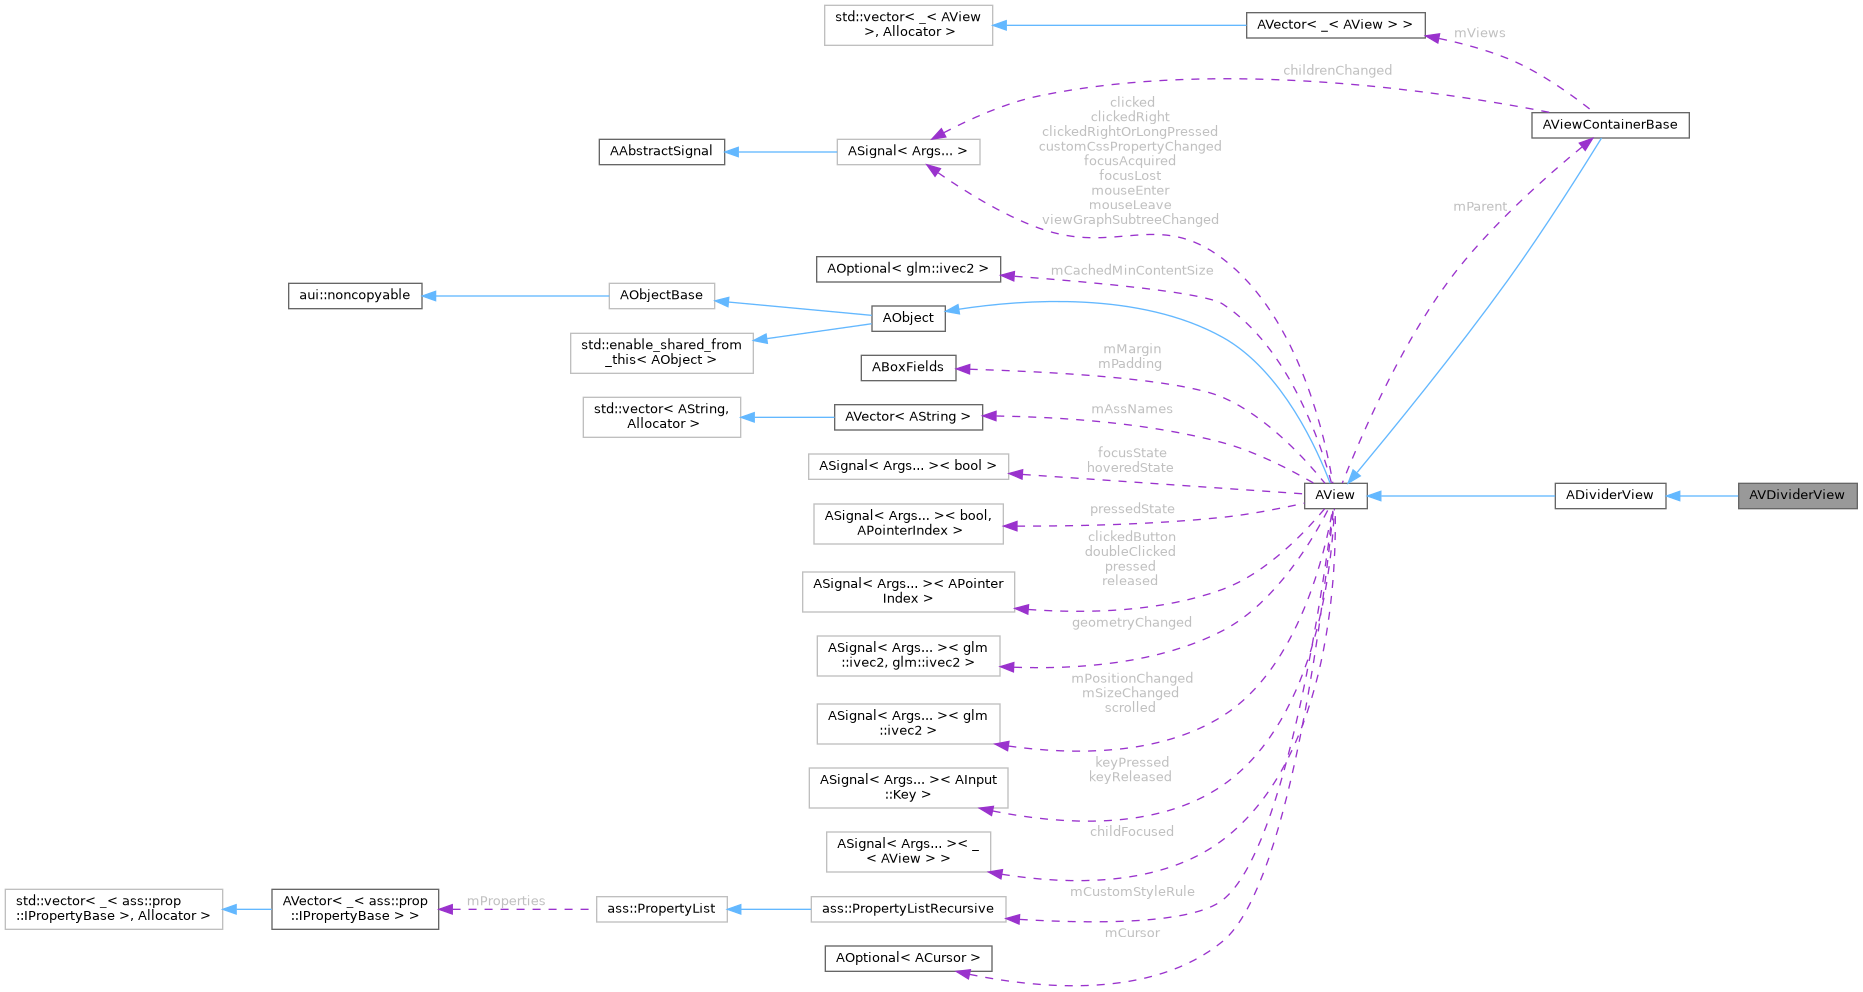 std::vector< _< AView
>, Allocator >
AVector< _< AView > >
mViews
childrenChanged
AViewContainerBase
clicked
clickedRight
clickedRightOrLongPressed
customCssPropertyChanged
focusAcquired
focusLost
mouseEnter
mouseLeave
viewGraphSubtreeChanged
AAbstractSignal
ASignal< Args... >
mParent
AOptional< glm::ivec2 >
mCachedMinContentSize
aui::noncopyable
AObjectBase
AObject
std::enable_shared_from
_this< AObject >
ABoxFields
mMargin
mPadding
std::vector< AString,
Allocator >
AVector< AString >
mAssNames
ASignal< Args... >< bool >
focusState
hoveredState
AView
ADividerView
AVDividerView
ASignal< Args... >< bool,
APointerIndex >
pressedState
clickedButton
doubleClicked
pressed
released
ASignal< Args... >< APointer
Index >
geometryChanged
ASignal< Args... >< glm
::ivec2, glm::ivec2 >
mPositionChanged
mSizeChanged
scrolled
ASignal< Args... >< glm
::ivec2 >
keyPressed
keyReleased
ASignal< Args... >< AInput
::Key >
childFocused
ASignal< Args... >< _
< AView > >
mCustomStyleRule
std::vector< _< ass::prop
::IPropertyBase >, Allocator >
AVector< _< ass::prop
::IPropertyBase > >
mProperties
ass::PropertyList
ass::PropertyListRecursive
mCursor
AOptional< ACursor >